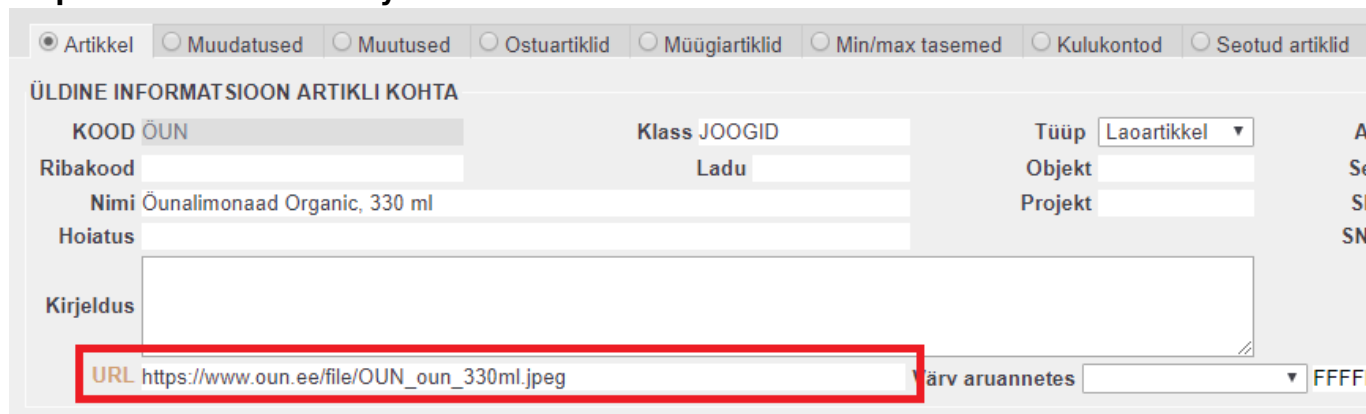 Artikkel Muudatused Muutused Ostuartiklid Müügiartiklid Min/max tasemed Kulukontod Seotud artiklid
ÜLDINE INFORMATSIOON ARTIKLI KOHTA
KOOD ÕUN Klass JOOGID Tüüp Laoartikkel
Ribakood Ladu Objekt
Nimi Õunalimonaad Organic, 330 ml Projekt
Hoiatus
Kirjeldus
URL https://www.oun.ee/file/OUN_oun_330ml.jpeg Värv aruannetes